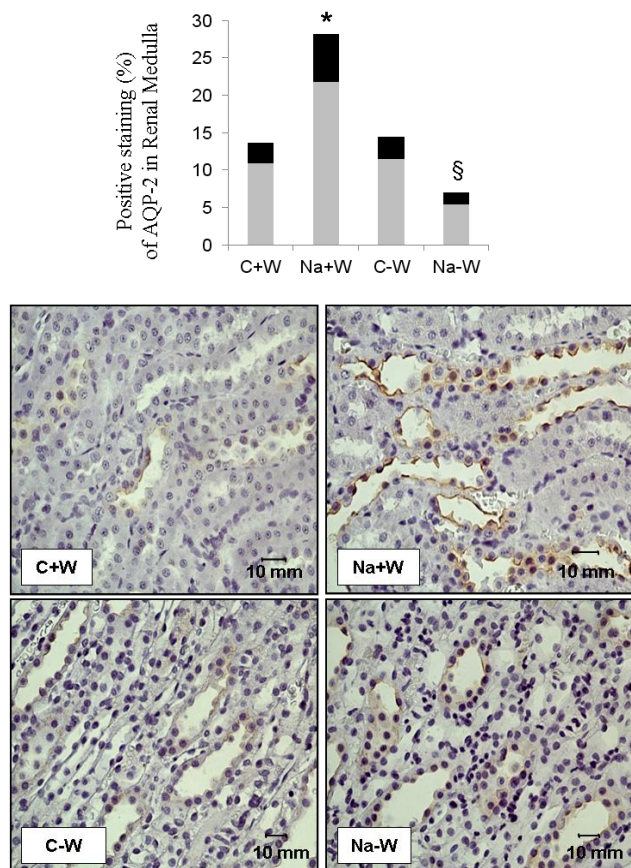 Positive staining (%)
of AQP-2 in Renal Medulla
30
25
20
15
10
5
0
*
§
C+W Na+W C-W Na-W
C+W
10 mm
Na+W
10 mm
C-W
10 mm
Na-W
10 mm